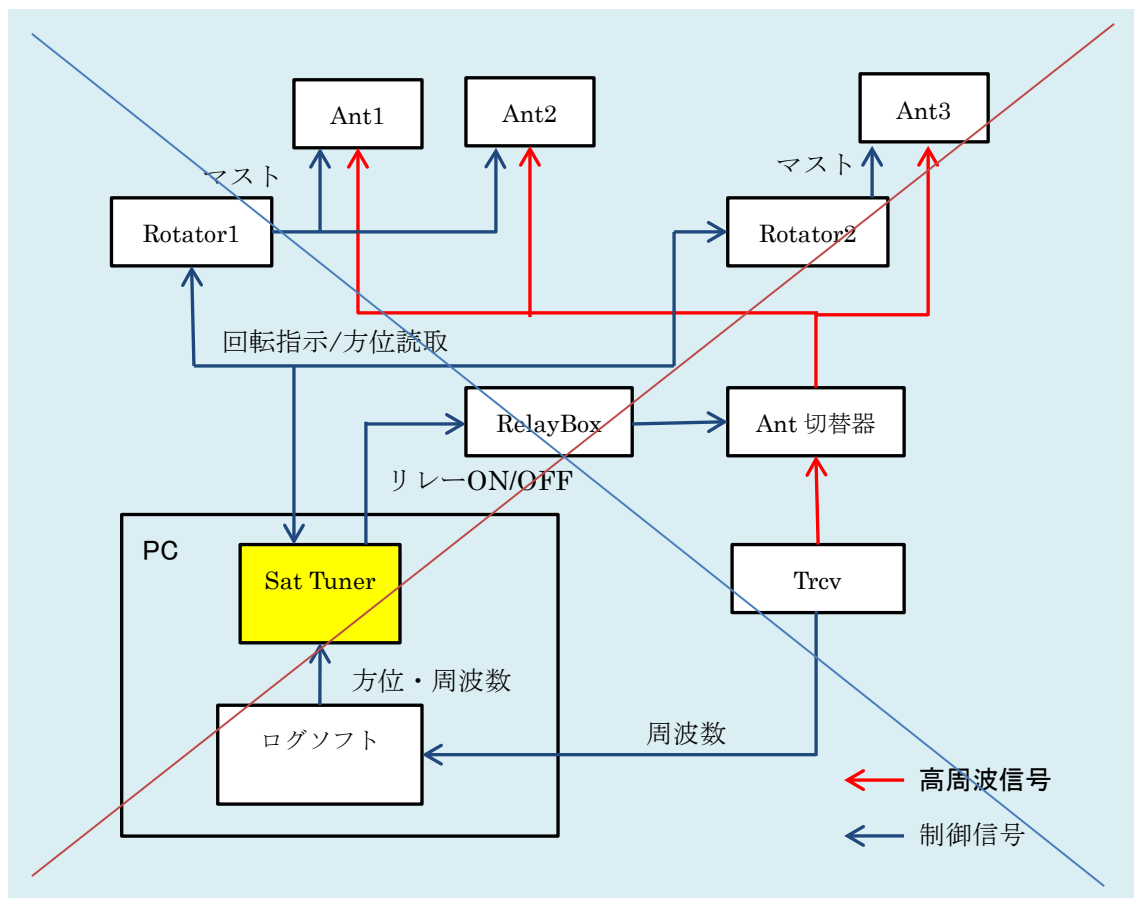 Ant1
Ant2
Ant3
マスト
マスト
Rotator1
Rotator2
回転指示/方位読取
RelayBox
Ant 切替器
リレーON/OFF
PC
Sat Tuner
Trcv
方位・周波数
ログソフト
周波数
高周波信号
制御信号